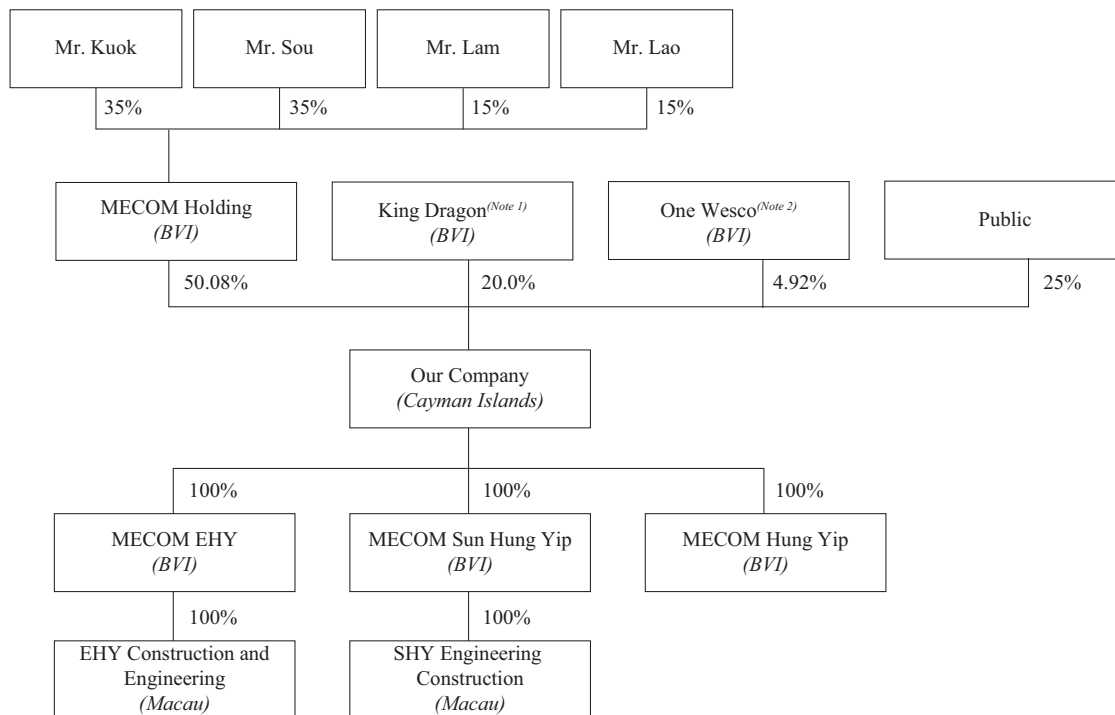 Mr. Kuok
Mr. Sou
Mr. Lam
Mr. Lao
35%
35%
15%
15%
MECOM Holding
(BVI)
King Dragon(Note 1)
(BVI)
One Wesco(Note 2)
(BVI)
Public
50.08%
20.0%
4.92%
25%
Our Company
(Cayman Islands)
100%
100%
100%
MECOM EHY
(BVI)
MECOM Sun Hung Yip
(BVI)
MECOM Hung Yip
(BVI)
100%
100%
EHY Construction and
Engineering
(Macau)
SHY Engineering
Construction
(Macau)